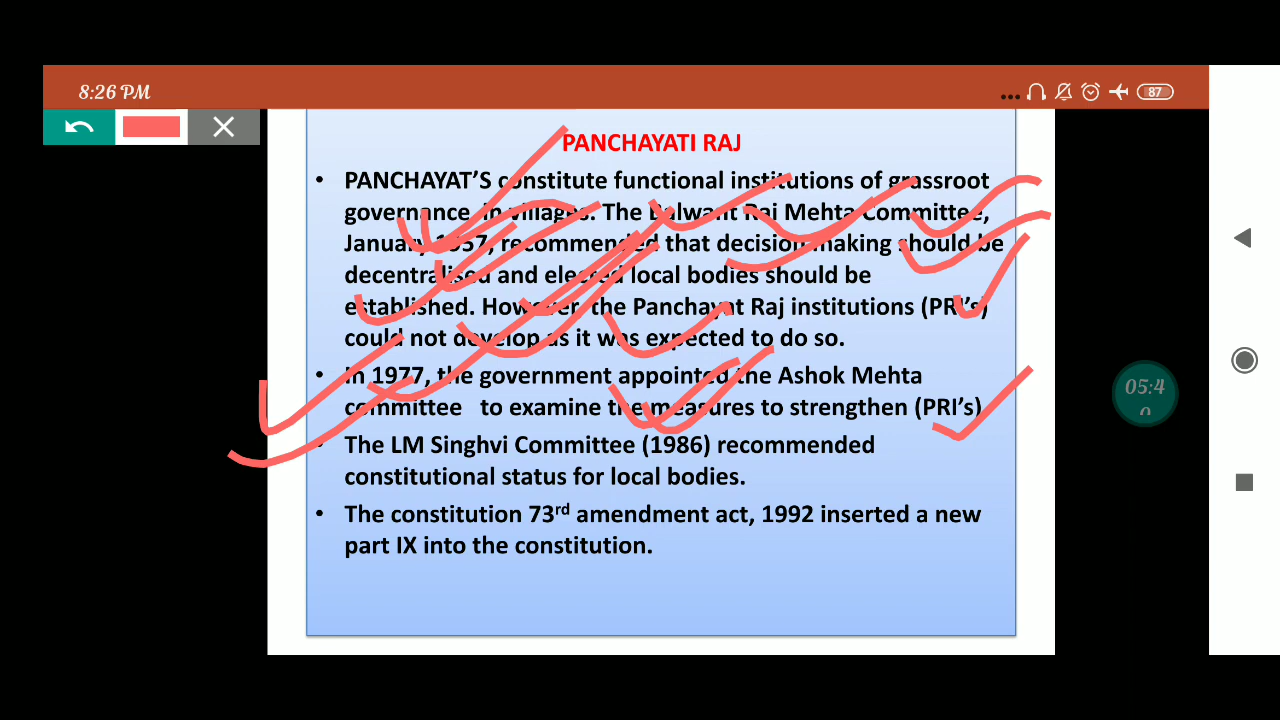 8:26 PM
87
PANCHAYATI RAJ
• PANCHAYAT'S constitute functional institutions of grassroot
governance in villages. The Balwant Rai Mehta Committee,
January 1957, recommended that decision making should be
decentralised and elected local bodies should be
established. However, the Panchayat Raj institutions (PRI's)
could not develop as it was expected to do so.
• In 1977, the government appointed the Ashok Mehta
committee to examine the measures to strengthen (PRI's)
• The LM Singhvi Committee (1986) recommended
constitutional status for local bodies.
• The constitution 73rd amendment act, 1992 inserted a new
part IX into the constitution.
05:4